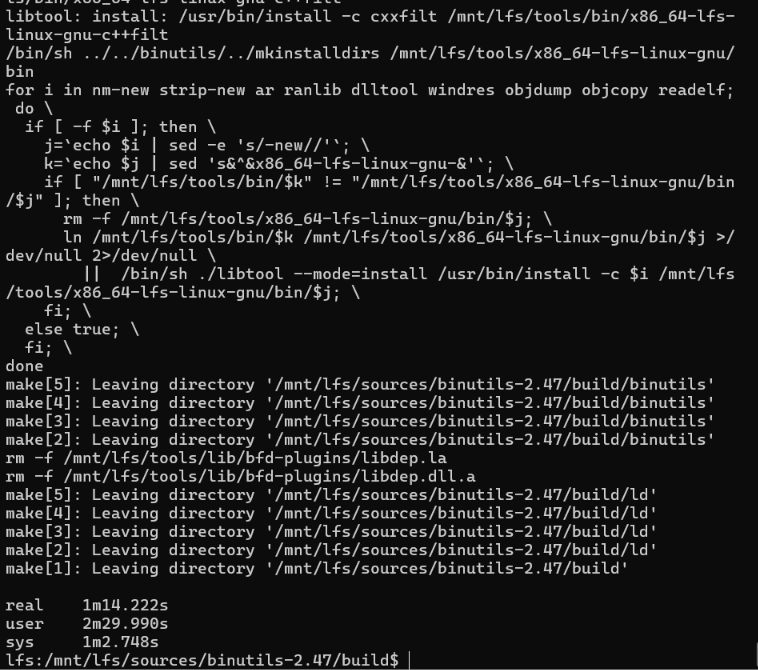 ls/bin/x86_64-lfs-linux-gnu-c++filt
libtool: install: /usr/bin/install -c cxxfilt /mnt/lfs/tools/bin/x86_64-lfs-
linux-gnu-c++filt
/bin/sh ../../binutils/../mkinstalldirs /mnt/lfs/tools/x86_64-lfs-linux-gnu/
bin
for i in nm-new strip-new ar ranlib dlltool windres objdump objcopy readelf;
 do \
  if [ -f $i ]; then \
    j=`echo $i | sed -e 's/-new//'`; \
    k=`echo $j | sed 's&^&x86_64-lfs-linux-gnu-&'`; \
    if [ "/mnt/lfs/tools/bin/$k" != "/mnt/lfs/tools/x86_64-lfs-linux-gnu/bin
/$j" ]; then \
      rm -f /mnt/lfs/tools/x86_64-lfs-linux-gnu/bin/$j; \
      ln /mnt/lfs/tools/bin/$k /mnt/lfs/tools/x86_64-lfs-linux-gnu/bin/$j >/
dev/null 2>/dev/null \
        ||  /bin/sh ./libtool --mode=install /usr/bin/install -c $i /mnt/lfs
/tools/x86_64-lfs-linux-gnu/bin/$j; \
    fi; \
  else true; \
  fi; \
done
make[5]: Leaving directory '/mnt/lfs/sources/binutils-2.47/build/binutils'
make[4]: Leaving directory '/mnt/lfs/sources/binutils-2.47/build/binutils'
make[3]: Leaving directory '/mnt/lfs/sources/binutils-2.47/build/binutils'
make[2]: Leaving directory '/mnt/lfs/sources/binutils-2.47/build/binutils'
rm -f /mnt/lfs/tools/lib/bfd-plugins/libdep.la
rm -f /mnt/lfs/tools/lib/bfd-plugins/libdep.dll.a
make[5]: Leaving directory '/mnt/lfs/sources/binutils-2.47/build/ld'
make[4]: Leaving directory '/mnt/lfs/sources/binutils-2.47/build/ld'
make[3]: Leaving directory '/mnt/lfs/sources/binutils-2.47/build/ld'
make[2]: Leaving directory '/mnt/lfs/sources/binutils-2.47/build/ld'
make[1]: Leaving directory '/mnt/lfs/sources/binutils-2.47/build'

real    1m14.222s
user    2m29.990s
sys     1m2.748s
lfs:/mnt/lfs/sources/binutils-2.47/build$